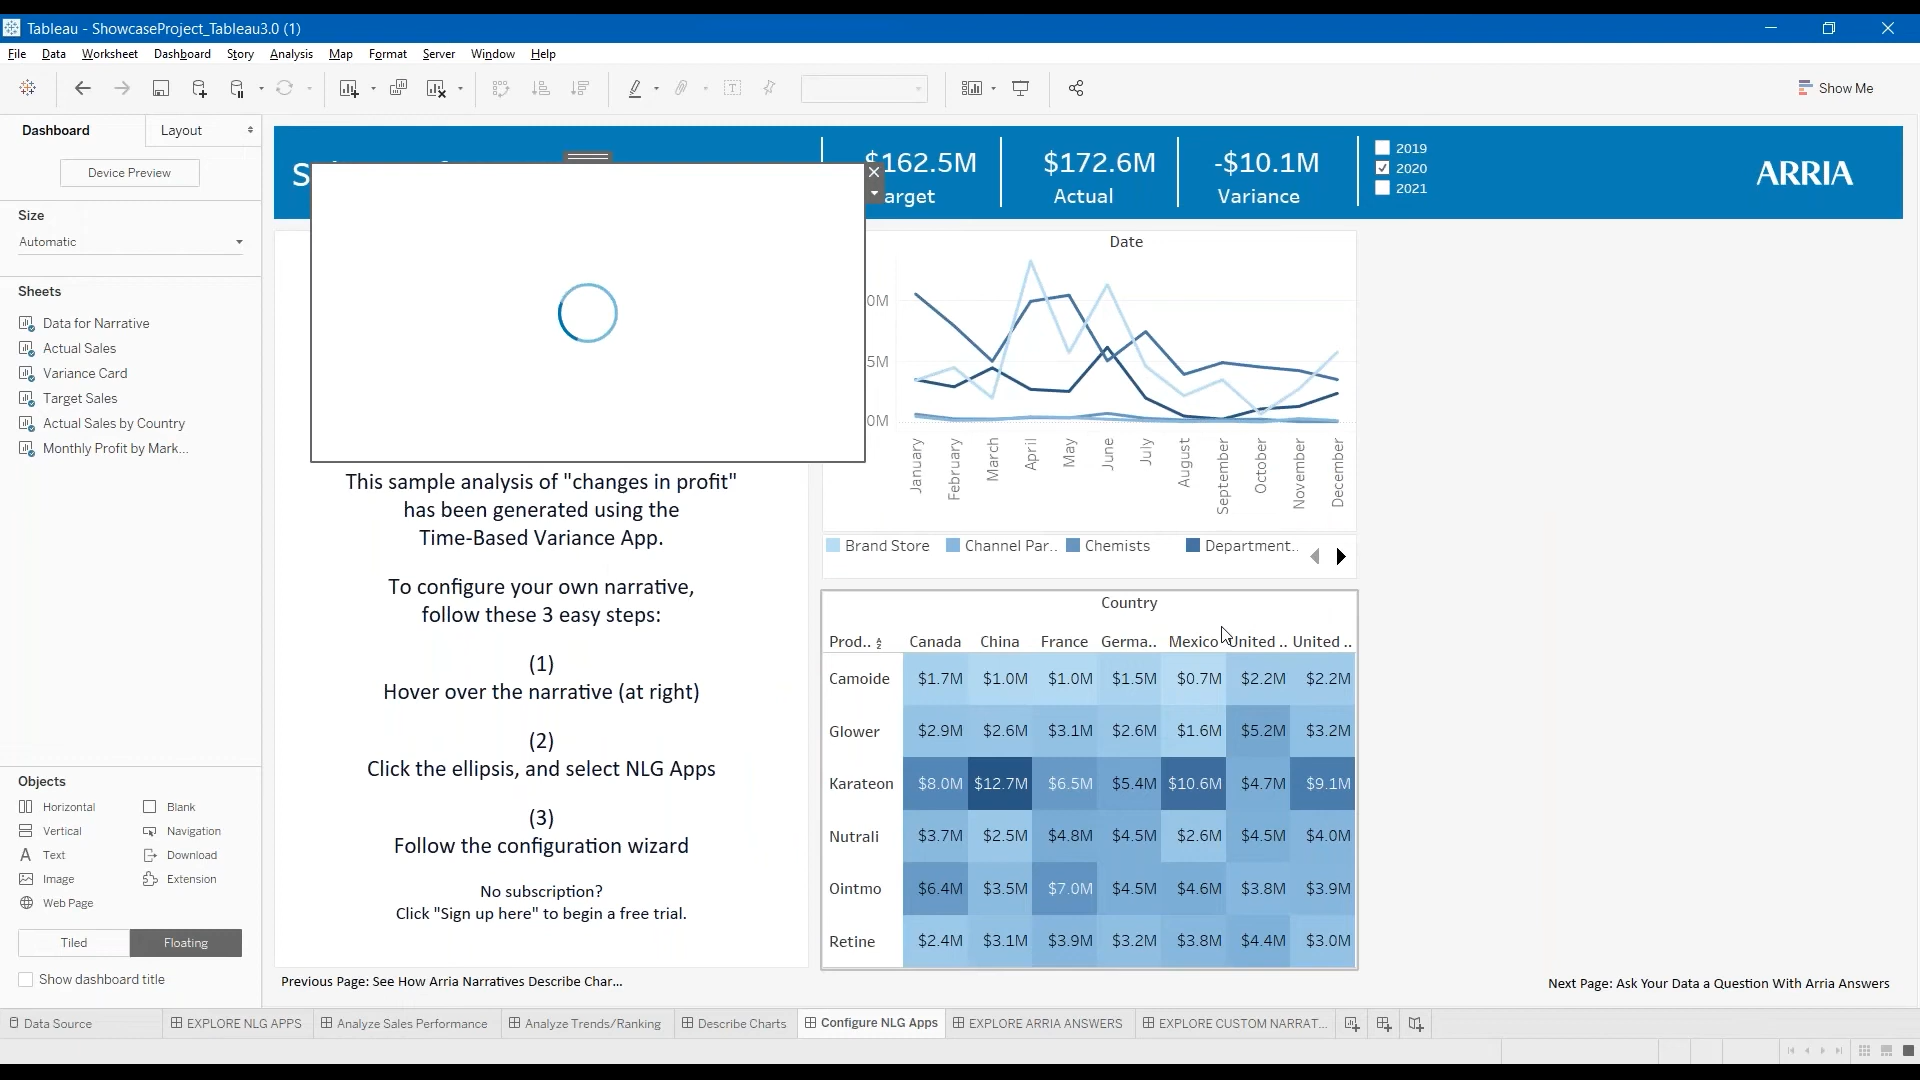 Tableau - ShowcaseProject_Tableau3.0 (1)
File Data Worksheet Dashboard Story Analysis Map Format Server Window Help
Show Me
Dashboard Layout
Device Preview
Size
Automatic
Sheets
Data for Narrative
Actual Sales
Variance Card
Target Sales
Actual Sales by Country
Monthly Profit by Mark...
Objects
Horizontal Blank
Vertical Navigation
Text Download
Image Extension
Web Page
Tiled Floating
Show dashboard title
$162.5M $172.6M -$10.1M
arget Actual Variance
2019
2020
2021
ARRIA
This sample analysis of "changes in profit"
has been generated using the
Time-Based Variance App.
To configure your own narrative,
follow these 3 easy steps:
(1)
Hover over the narrative (at right)
(2)
Click the ellipsis, and select NLG Apps
(3)
Follow the configuration wizard
No subscription?
Click "Sign up here" to begin a free trial.
Date
0M
5M
0M
January February March April May June July August September October November December
Brand Store Channel Par.. Chemists Department..
Country
Prod.. Canada China France Germa.. Mexico United .. United ..
Camoide $1.7M $1.0M $1.0M $1.5M $0.7M $2.2M $2.2M
Glower $2.9M $2.6M $3.1M $2.6M $1.6M $5.2M $3.2M
Karateon $8.0M $12.7M $6.5M $5.4M $10.6M $4.7M $9.1M
Nutrali $3.7M $2.5M $4.8M $4.5M $2.6M $4.5M $4.0M
Ointmo $6.4M $3.5M $7.0M $4.5M $4.6M $3.8M $3.9M
Retine $2.4M $3.1M $3.9M $3.2M $3.8M $4.4M $3.0M
Previous Page: See How Arria Narratives Describe Char...
Next Page: Ask Your Data a Question With Arria Answers
Data Source EXPLORE NLG APPS Analyze Sales Performance Analyze Trends/Ranking Describe Charts Configure NLG Apps EXPLORE ARRIA ANSWERS EXPLORE CUSTOM NARRAT...